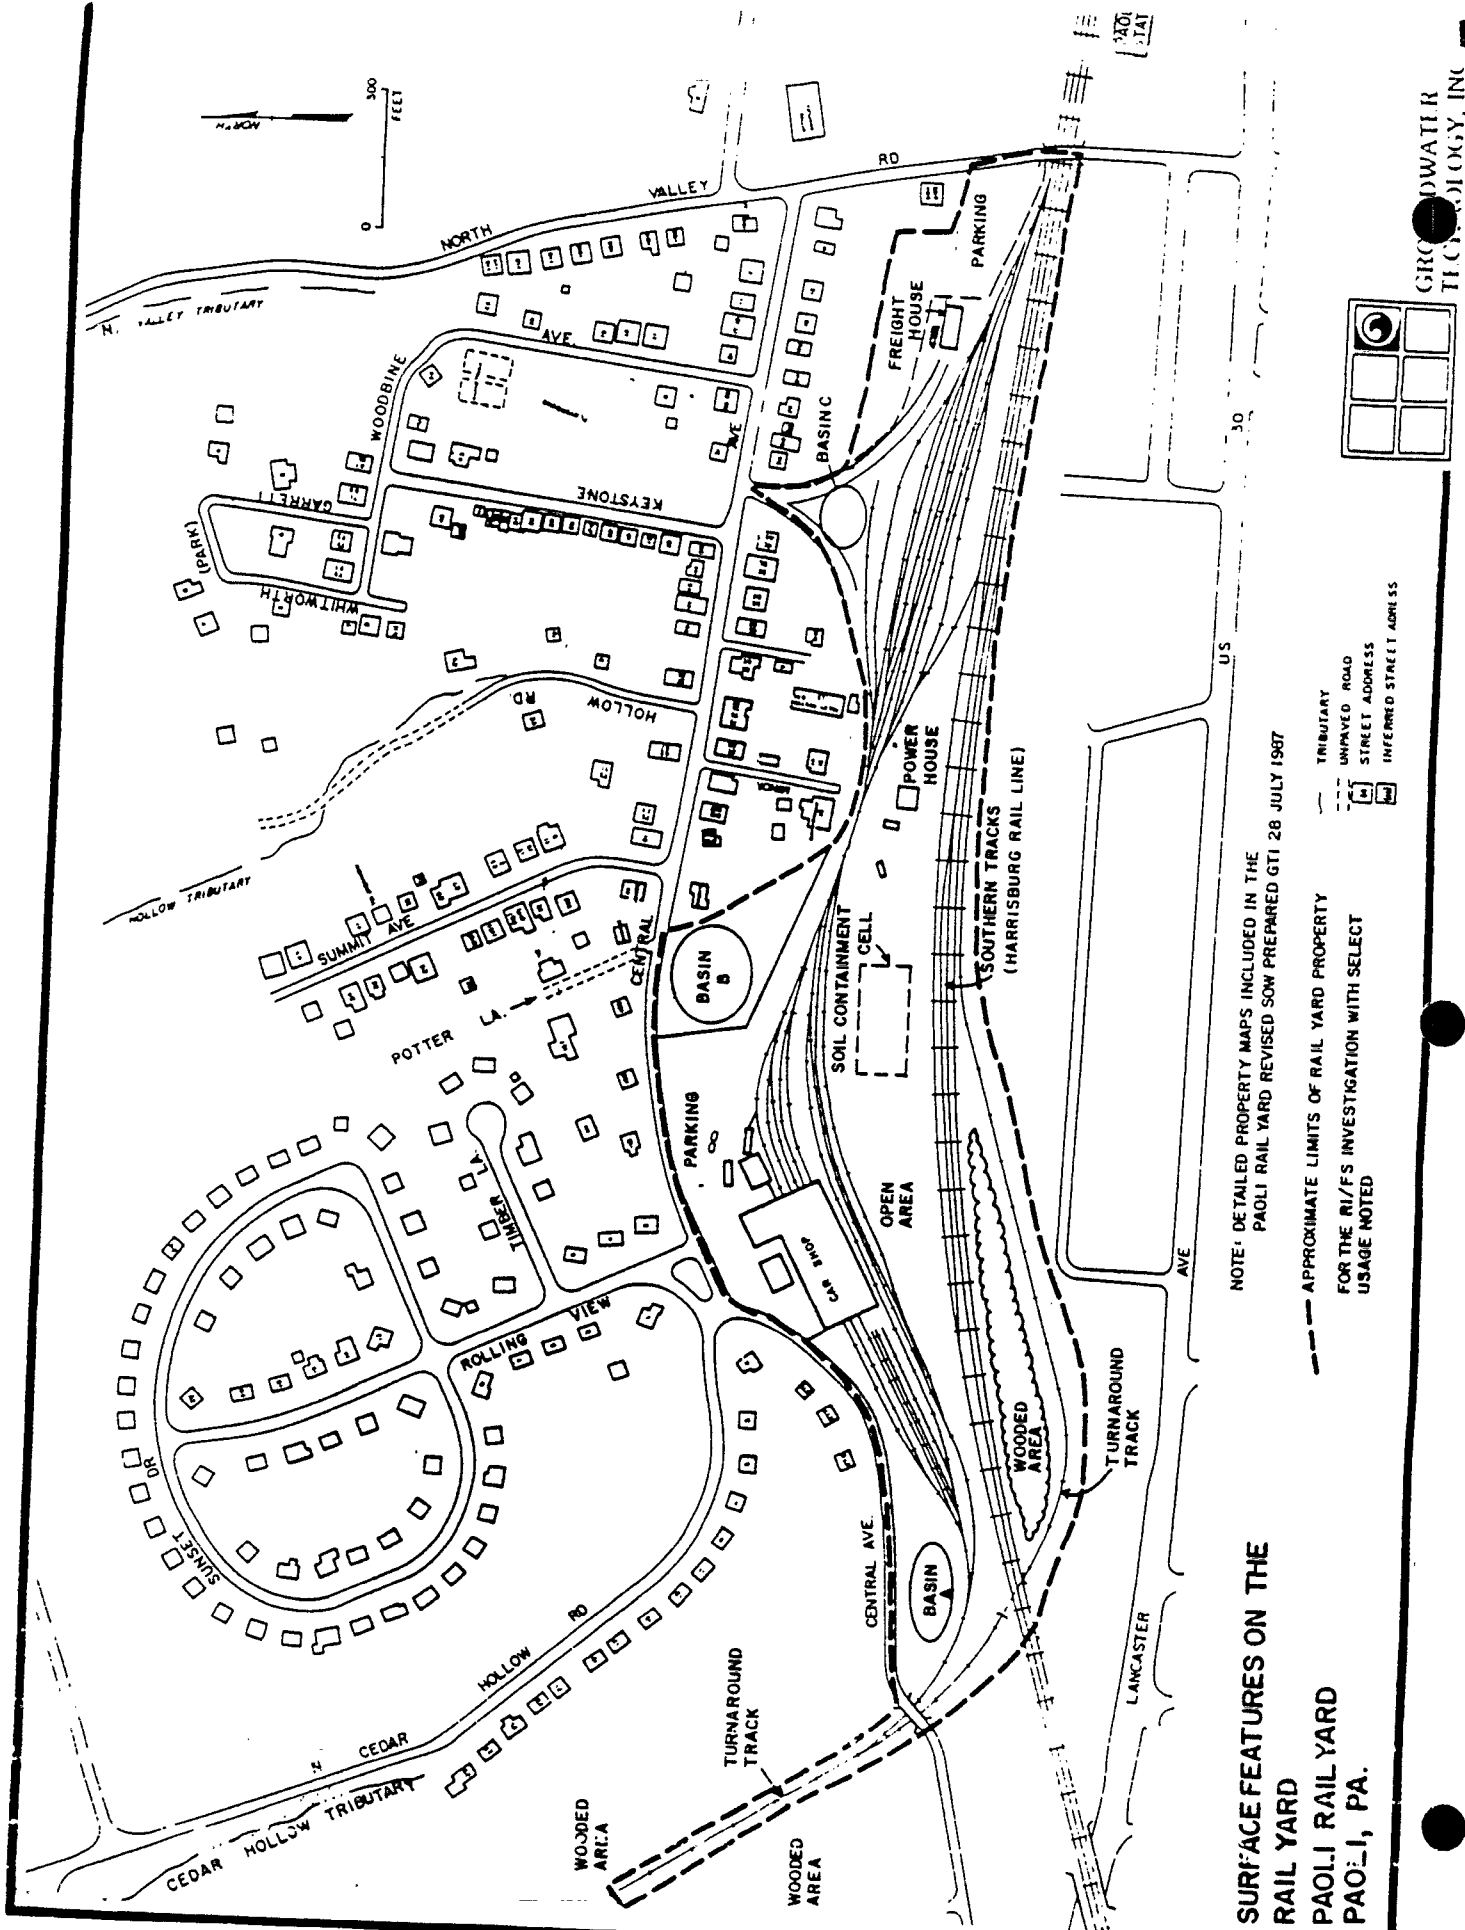 SURFACE FEATURES ON THE
RAIL YARD
PAOLI RAIL YARD
PAOLI, PA.
NOTE: DETAILED PROPERTY MAPS INCLUDED IN THE
PAOLI RAIL YARD REVISED SOW PREPARED GTI 28 JULY 1987
APPROXIMATE LIMITS OF RAIL YARD PROPERTY
FOR THE RI/FS INVESTIGATION WITH SELECT
USAGE NOTED
TRIBUTARY
UNPAVED ROAD
STREET ADDRESS
INFERRED STREET ADDRESS
NORTH
0
300
FEET
CEDAR HOLLOW TRIBUTARY
CEDAR
HOLLOW
RD
SUNSET
DR
ROLLING
VIEW
TIMBER LA.
POTTER LA.
SUMMIT AVE
HOLLOW TRIBUTARY
HOLLOW
RD.
WHITWORTH
(PARK)
GARRETT
KEYSTONE
AVE
WOODBINE
AVE.
N. VALLEY TRIBUTARY
NORTH
VALLEY
RD
CENTRAL
CENTRAL AVE.
WOODED
AREA
WOODED
AREA
TURNAROUND
TRACK
BASIN
A
CAR SHOP
PARKING
OPEN
AREA
BASIN
B
SOIL CONTAINMENT
CELL
POWER
HOUSE
SOUTHERN TRACKS
(HARRISBURG RAIL LINE)
BASIN C
FREIGHT
HOUSE
PARKING
WOODED
AREA
TURNAROUND
TRACK
LANCASTER
AVE
US
30